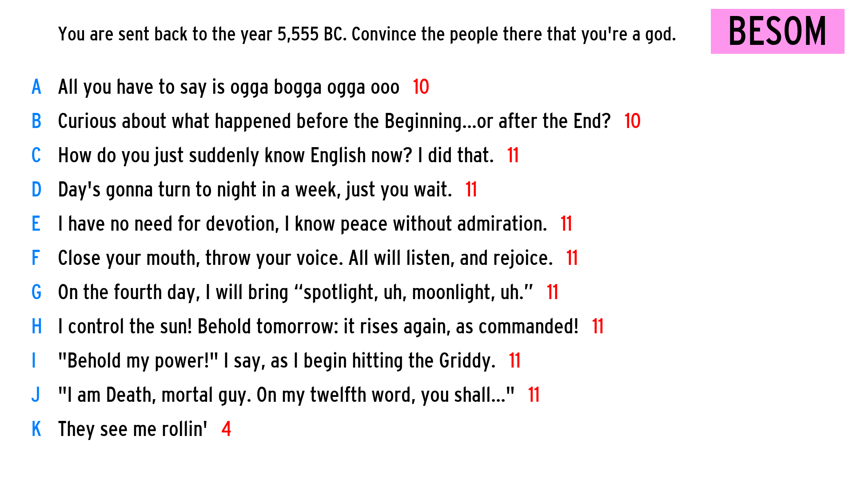 You are sent back to the year 5,555 BC. Convince the people there that you're a god.
BESOM
A All you have to say is ogga bogga ogga ooo 10
B Curious about what happened before the Beginning...or after the End? 10
C How do you just suddenly know English now? I did that. 11
D Day's gonna turn to night in a week, just you wait. 11
E I have no need for devotion, I know peace without admiration. 11
F Close your mouth, throw your voice. All will listen, and rejoice. 11
G On the fourth day, I will bring “spotlight, uh, moonlight, uh.” 11
H I control the sun! Behold tomorrow: it rises again, as commanded! 11
I "Behold my power!" I say, as I begin hitting the Griddy. 11
J "I am Death, mortal guy. On my twelfth word, you shall..." 11
K They see me rollin' 4